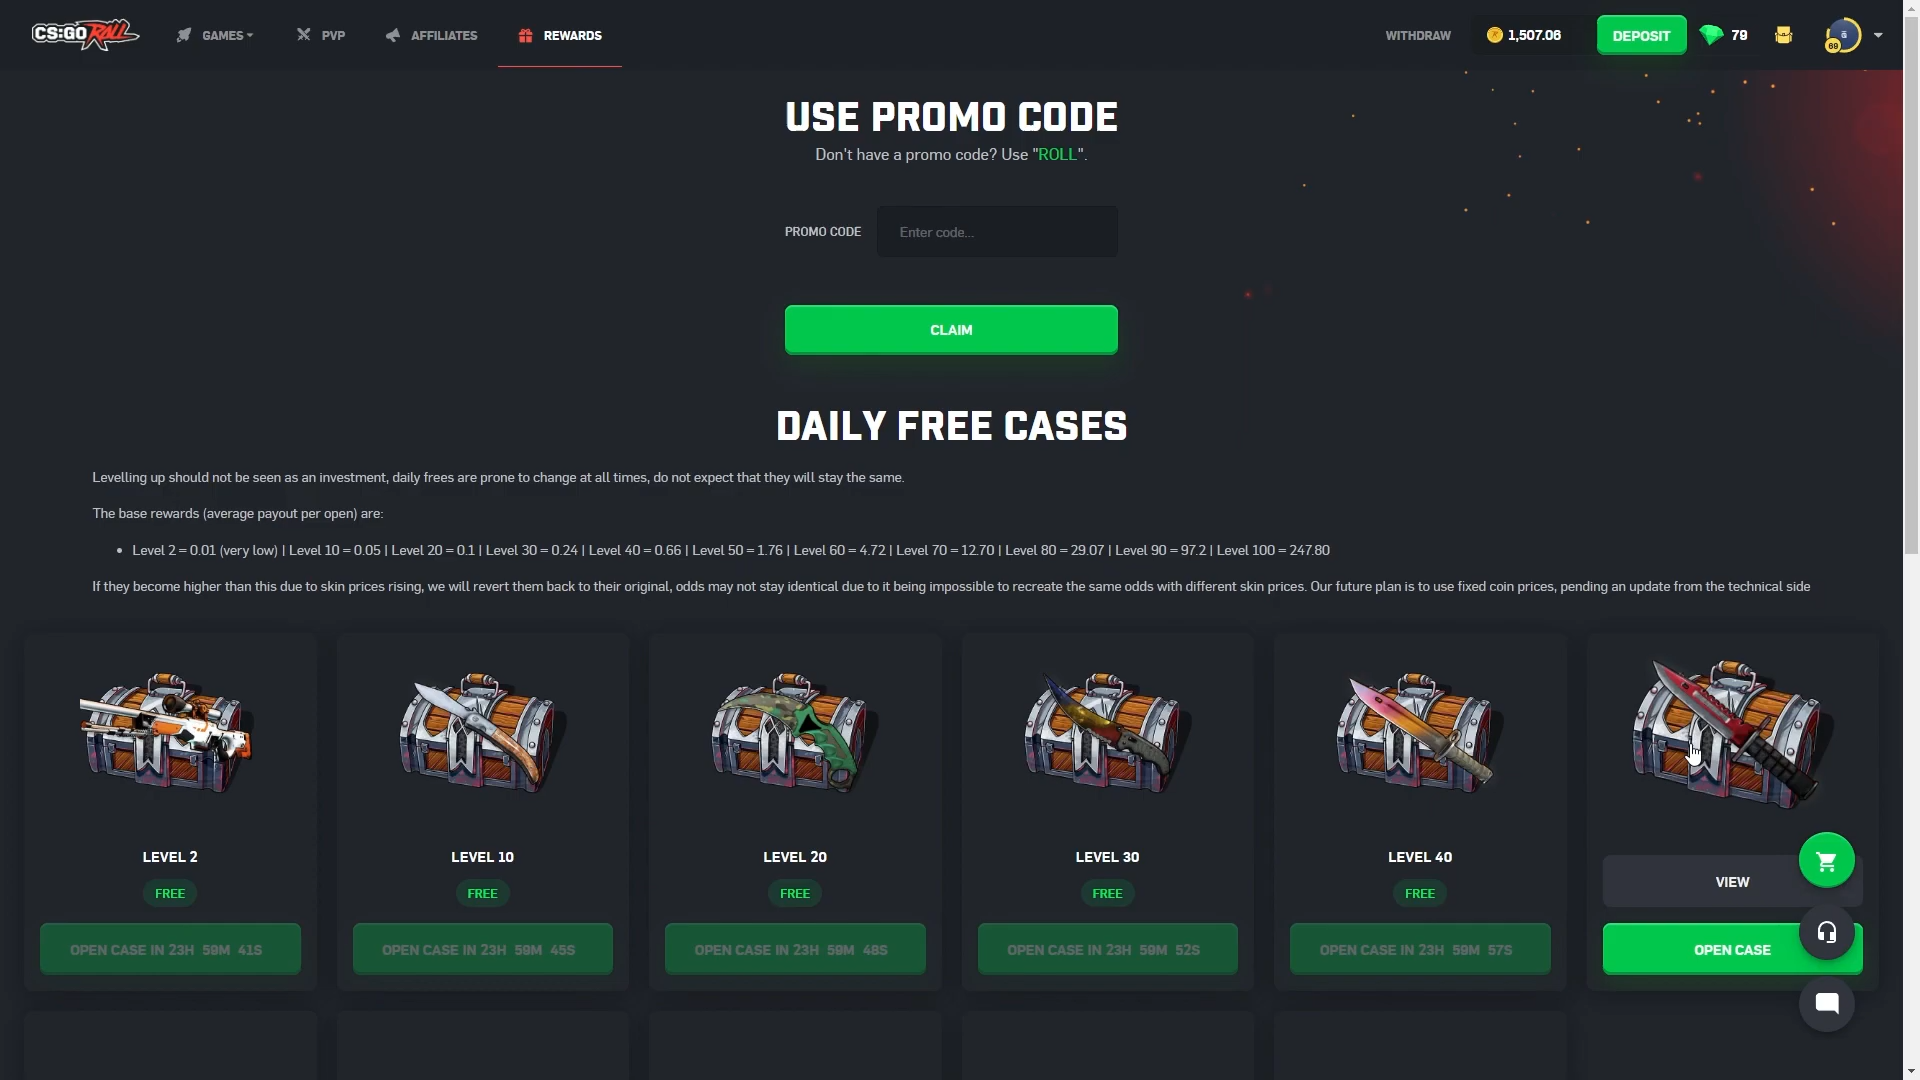 CS:GO ROLL
GAMES
PVP
AFFILIATES
REWARDS
WITHDRAW
1,507.06
DEPOSIT
79
69
USE PROMO CODE
Don't have a promo code? Use "ROLL".
PROMO CODE
Enter code...
CLAIM
DAILY FREE CASES
Levelling up should not be seen as an investment, daily frees are prone to change at all times, do not expect that they will stay the same.
The base rewards (average payout per open) are:
• Level 2 = 0.01 (very low) | Level 10 = 0.05 | Level 20 = 0.1 | Level 30 = 0.24 | Level 40 = 0.66 | Level 50 = 1.76 | Level 60 = 4.72 | Level 70 = 12.70 | Level 80 = 29.07 | Level 90 = 97.2 | Level 100 = 247.80
If they become higher than this due to skin prices rising, we will revert them back to their original, odds may not stay identical due to it being impossible to recreate the same odds with different skin prices. Our future plan is to use fixed coin prices, pending an update from the technical side
LEVEL 2
FREE
OPEN CASE IN 23H 59M 41S
LEVEL 10
FREE
OPEN CASE IN 23H 59M 45S
LEVEL 20
FREE
OPEN CASE IN 23H 59M 48S
LEVEL 30
FREE
OPEN CASE IN 23H 59M 52S
LEVEL 40
FREE
OPEN CASE IN 23H 59M 57S
VIEW
OPEN CASE